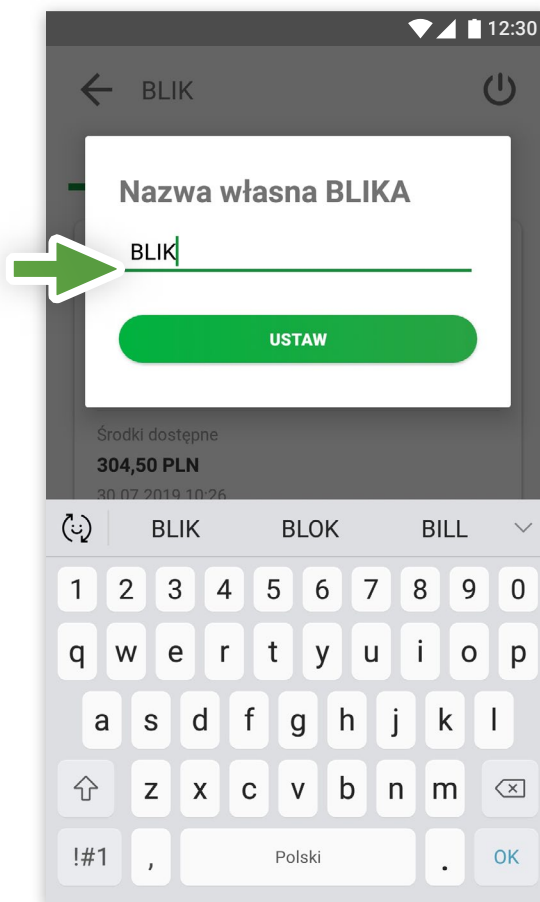 12:30
BLIK
Nazwa własna BLIKA
BLIK
USTAW
Środki dostępne
304,50 PLN
30.07.2019 10:26
BLIK BLOK BILL
1 2 3 4 5 6 7 8 9 0
q w e r t y u i o p
a s d f g h j k l
z x c v b n m
!#1 , Polski . OK